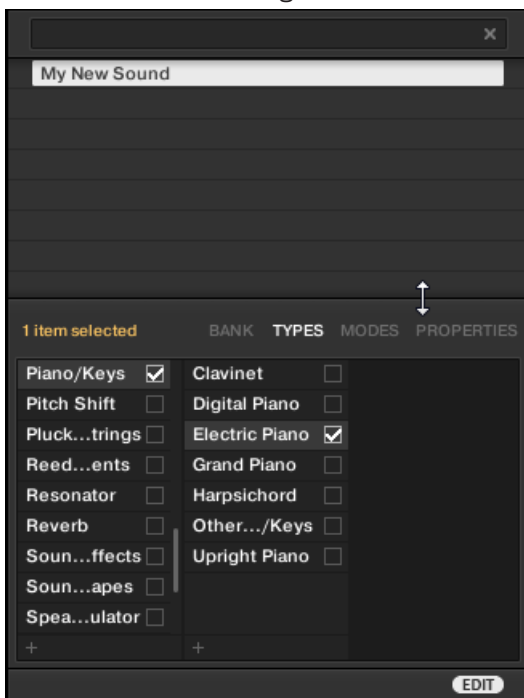 My New Sound
1 item selected BANK TYPES MODES PROPERTIES
Piano/Keys Clavinet
Pitch Shift Digital Piano
Pluck...trings Electric Piano
Reed...ents Grand Piano
Resonator Harpsichord
Reverb Other.../Keys
Soun...ffects Upright Piano
Soun...apes
Spea...ulator
+ +
EDIT